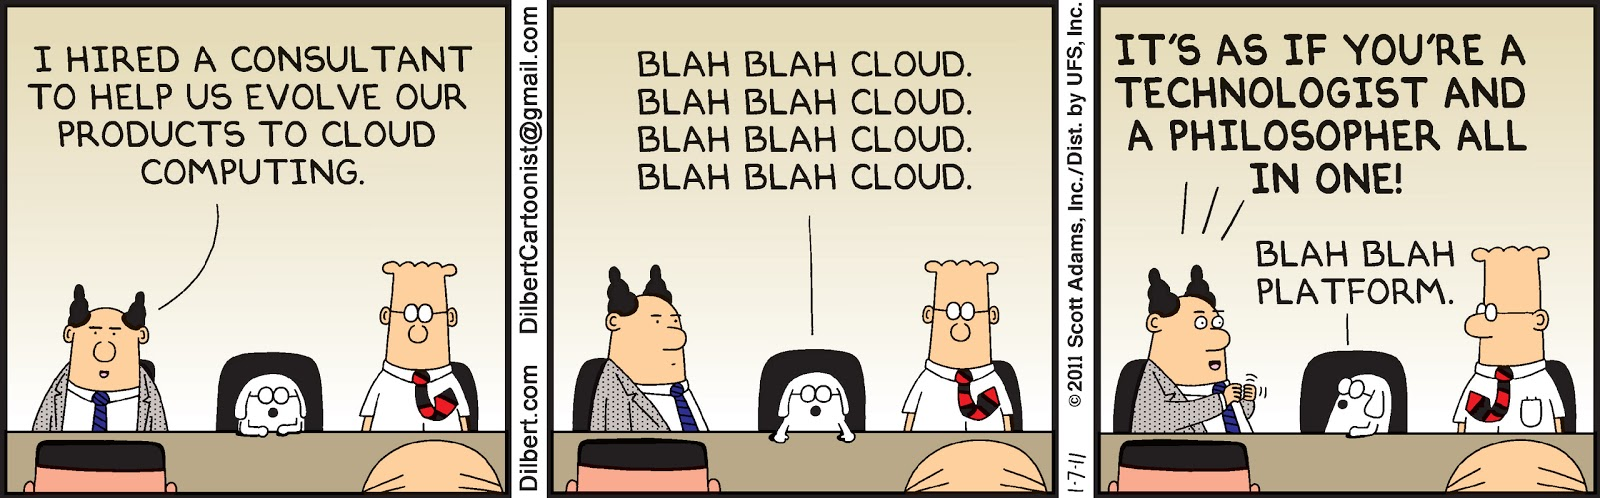 I HIRED A CONSULTANT
TO HELP US EVOLVE OUR
PRODUCTS TO CLOUD
COMPUTING.
Dilbert.com DilbertCartoonist@gmail.com
BLAH BLAH CLOUD.
BLAH BLAH CLOUD.
BLAH BLAH CLOUD.
BLAH BLAH CLOUD.
1-7-11 ©2011 Scott Adams, Inc./Dist. by UFS, Inc.
IT'S AS IF YOU'RE A
TECHNOLOGIST AND
A PHILOSOPHER ALL
IN ONE!
BLAH BLAH
PLATFORM.